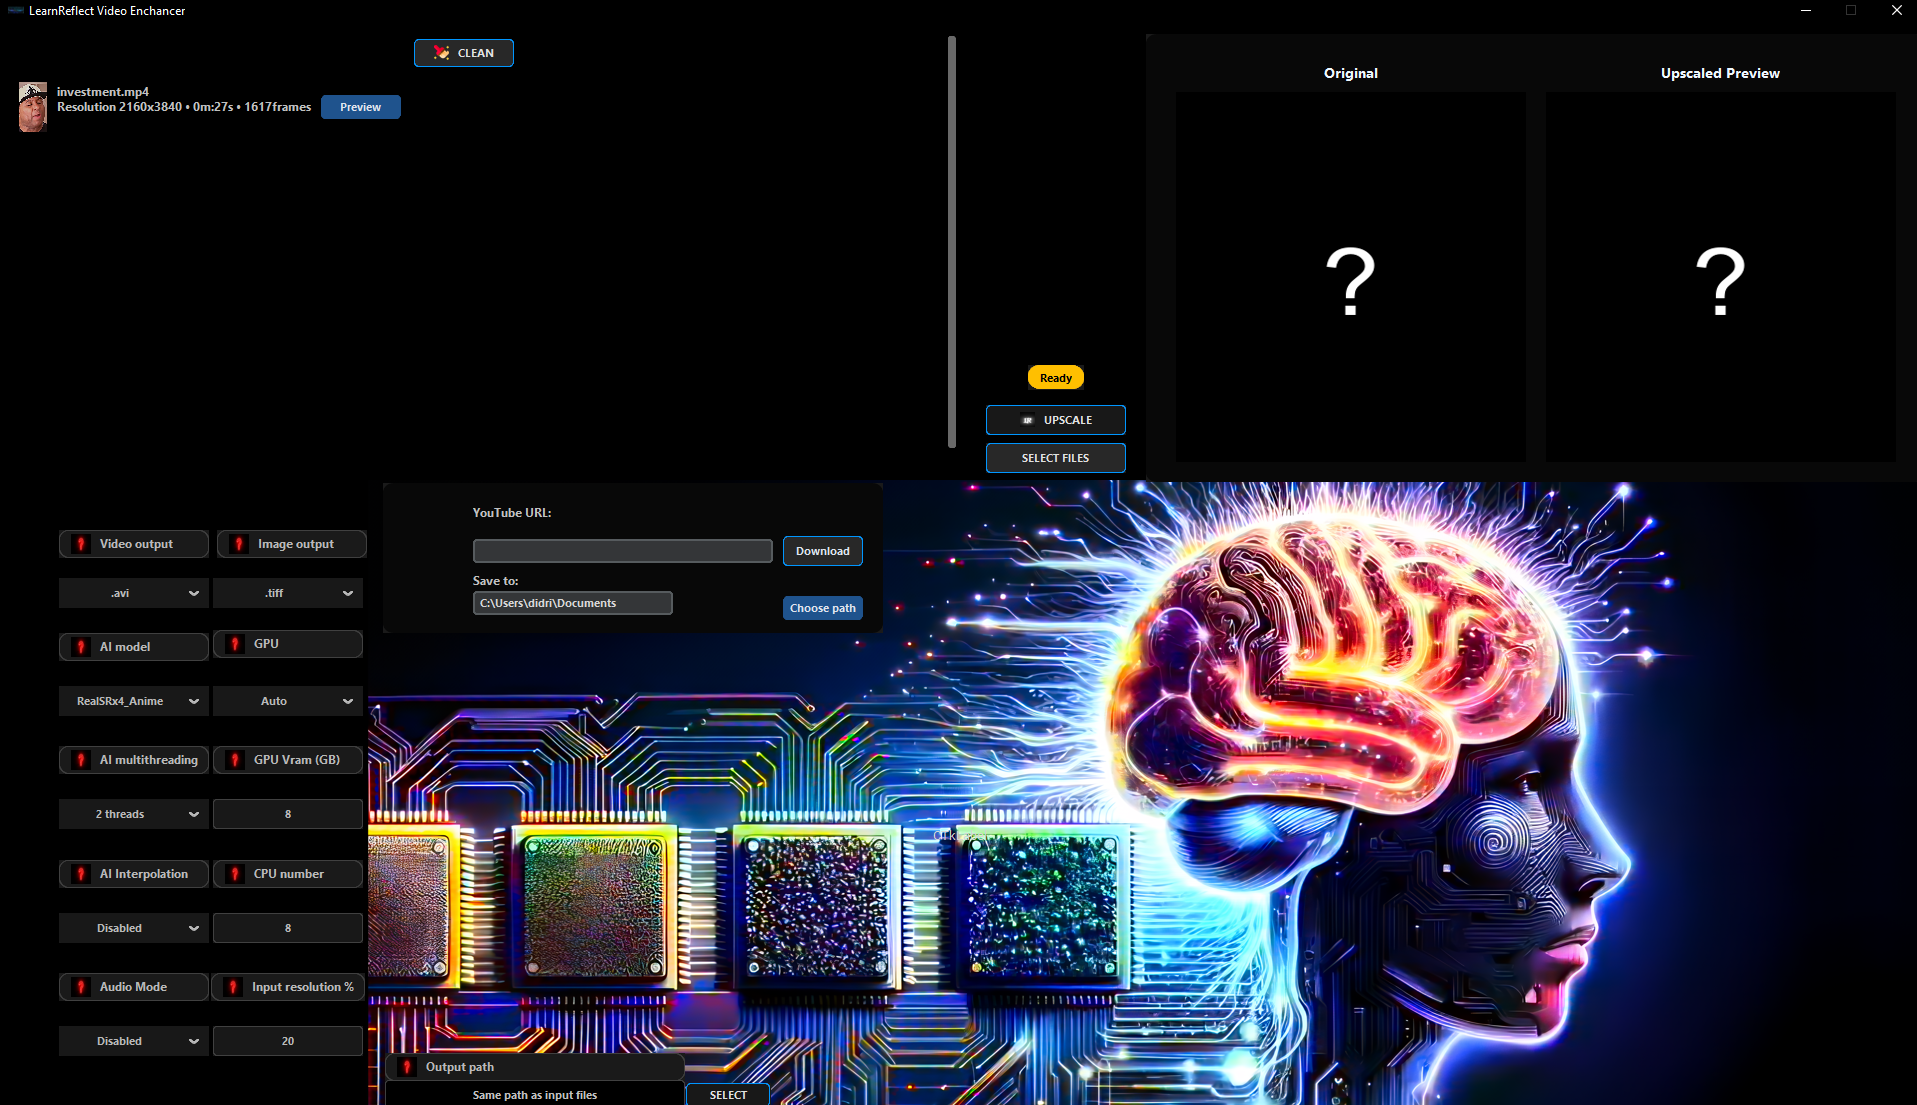 LearnReflect Video Enchancer
CLEAN
investment.mp4
Resolution 2160x3840 • 0m:27s • 1617frames
Preview
Original
Upscaled Preview
?
?
Ready
UPSCALE
SELECT FILES
YouTube URL:
Download
Save to:
C:\Users\didri\Documents
Choose path
Video output
Image output
.avi
.tiff
AI model
GPU
RealSRx4_Anime
Auto
AI multithreading
GPU Vram (GB)
2 threads
8
AI Interpolation
CPU number
Disabled
8
Audio Mode
Input resolution %
Disabled
20
Output path
Same path as input files
SELECT